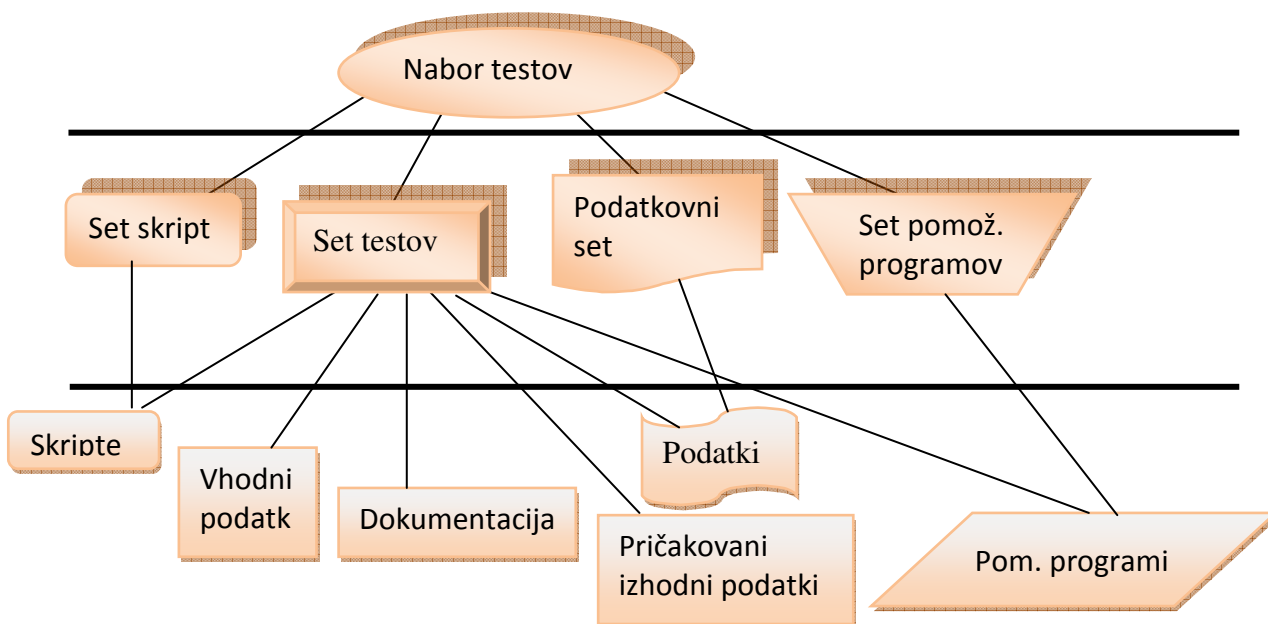 Nabor testov
Set skript
Set testov
Podatkovni
set
Set pomož.
programov
Skripte
Vhodni
podatk
Dokumentacija
Podatki
Pričakovani
izhodni podatki
Pom. programi